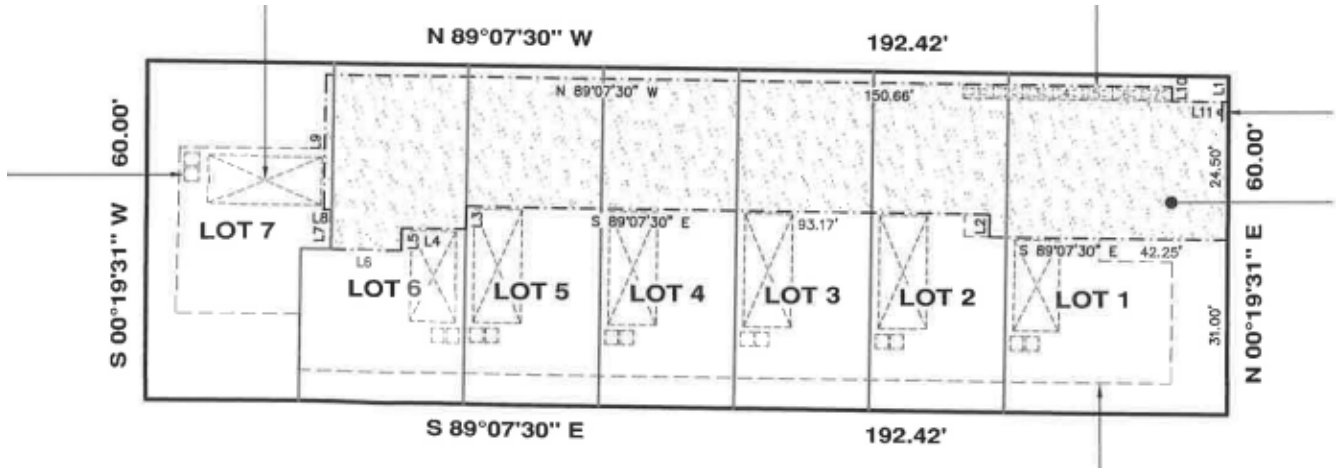 N 89°07'30" W 192.42'
N 89°07'30" W 150.66'
L10
L1
L11
S 00°19'31" W 60.00'
L9
24.50'
N 00°19'31" E 60.00'
LOT 7
L8
L7
L3
S 89°07'30" E 93.17'
L2
L5
L4
L6
S 89°07'30" E 42.25'
LOT 6
LOT 5
LOT 4
LOT 3
LOT 2
LOT 1
31.00'
S 89°07'30" E 192.42'